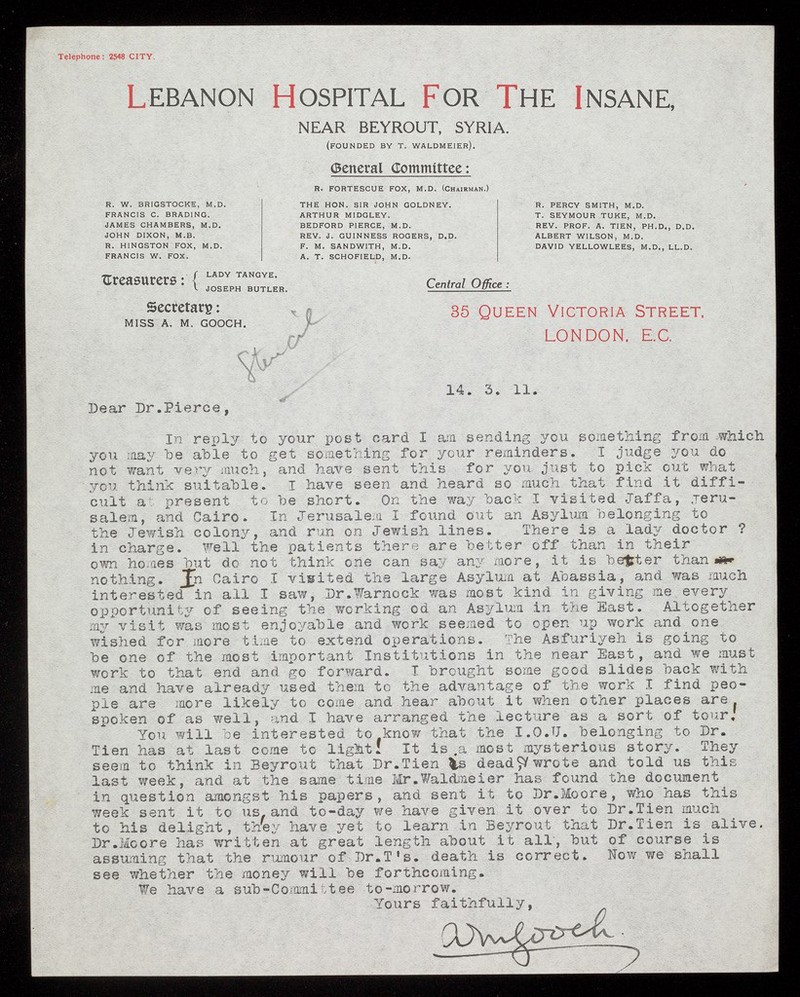 Telephone: 2548 CITY.
LEBANON HOSPITAL FOR THE INSANE,
NEAR BEYROUT, SYRIA.
(FOUNDED BY T. WALDMEIER).
General Committee:
R. FORTESCUE FOX, M.D. (CHAIRMAN.)
R. W. BRIGSTOCKE, M.D.
FRANCIS C. BRADING.
JAMES CHAMBERS, M.D.
JOHN DIXON, M.B.
R. HINGSTON FOX, M.D.
FRANCIS W. FOX.
THE HON. SIR JOHN GOLDNEY.
ARTHUR MIDGLEY.
BEDFORD PIERCE, M.D.
REV. J. GUINNESS ROGERS, D.D.
F. M. SANDWITH, M.D.
A. T. SCHOFIELD, M.D.
R. PERCY SMITH, M.D.
T. SEYMOUR TUKE, M.D.
REV. PROF. A. TIEN, PH.D., D.D.
ALBERT WILSON, M.D.
DAVID YELLOWLEES, M.D., LL.D.
Treasurers: { LADY TANGYE.
JOSEPH BUTLER.
Secretary:
MISS A. M. GOOCH.
Central Office:
35 QUEEN VICTORIA STREET,
LONDON, E.C.
14. 3. 11.
Dear Dr.Pierce,
In reply to your post card I am sending you something from which
you may be able to get something for your reminders. I judge you do
not want very much, and have sent this for you just to pick out what
you think suitable. I have seen and heard so much that find it diffi-
cult at present to be short. On the way back I visited Jaffa, Jeru-
salem, and Cairo. In Jerusalem I found out an Asylum belonging to
the Jewish colony, and run on Jewish lines. There is a lady doctor ?
in charge. Well the patients there are better off than in their
own homes but do not think one can say any more, it is better than
nothing. In Cairo I visited the large Asylum at Abassia, and was much
interested in all I saw, Dr.Warnock was most kind in giving me every
opportunity of seeing the working od an Asylum in the East. Altogether
my visit was most enjoyable and work seemed to open up work and one
wished for more time to extend operations. The Asfuriyeh is going to
be one of the most important Institutions in the near East, and we must
work to that end and go forward. I brought some good slides back with
me and have already used them to the advantage of the work I find peo-
ple are more likely to come and hear about it when other places are
spoken of as well, and I have arranged the lecture as a sort of tour!
You will be interested to know that the I.O.U. belonging to Dr.
Tien has at last come to light! It is a most mysterious story. They
seem to think in Beyrout that Dr.Tien is dead & wrote and told us this
last week, and at the same time Mr.Waldmeier has found the document
in question amongst his papers, and sent it to Dr.Moore, who has this
week sent it to us, and to-day we have given it over to Dr.Tien much
to his delight, they have yet to learn in Beyrout that Dr.Tien is alive.
Dr.Moore has written at great length about it all, but of course is
assuming that the rumour of Dr.T's. death is correct. Now we shall
see whether the money will be forthcoming.
We have a sub-Committee to-morrow.
Yours faithfully,
AMGooch.